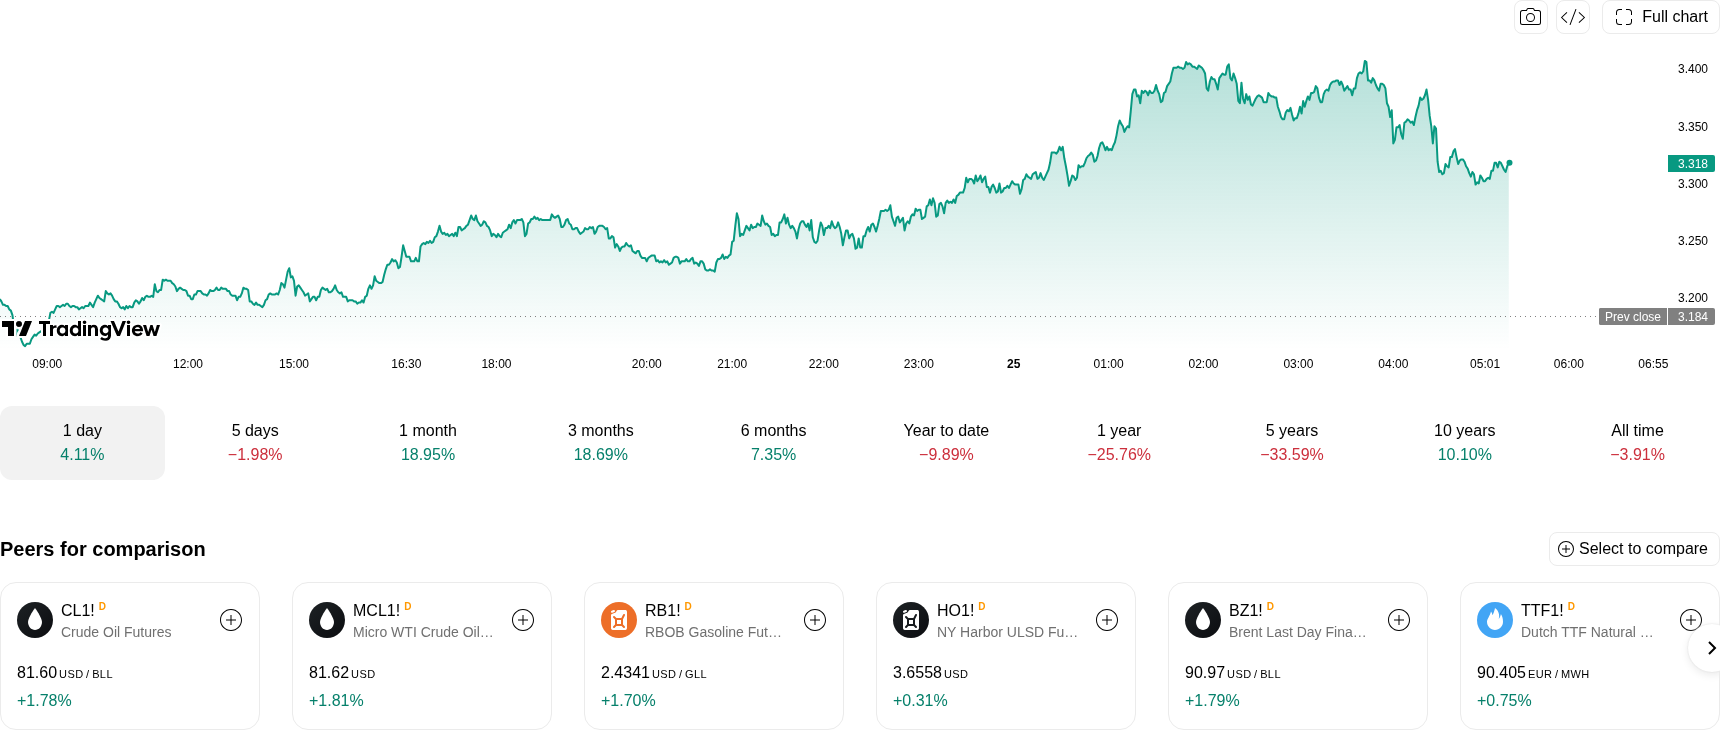 Full chart
3.400
3.350
3.318
3.300
3.250
3.200
Prev close 3.184
TradingView
09:00 12:00 15:00 16:30 18:00 20:00 21:00 22:00 23:00 25 01:00 02:00 03:00 04:00 05:01 06:00 06:55
1 day 5 days 1 month 3 months 6 months Year to date 1 year 5 years 10 years All time
4.11% −1.98% 18.95% 18.69% 7.35% −9.89% −25.76% −33.59% 10.10% −3.91%
Peers for comparison
Select to compare
CL1! D
Crude Oil Futures
81.60 USD / BLL
+1.78%
MCL1! D
Micro WTI Crude Oil…
81.62 USD
+1.81%
RB1! D
RBOB Gasoline Fut…
2.4341 USD / GLL
+1.70%
HO1! D
NY Harbor ULSD Fu…
3.6558 USD
+0.31%
BZ1! D
Brent Last Day Fina…
90.97 USD / BLL
+1.79%
TTF1! D
Dutch TTF Natural …
90.405 EUR / MWH
+0.75%